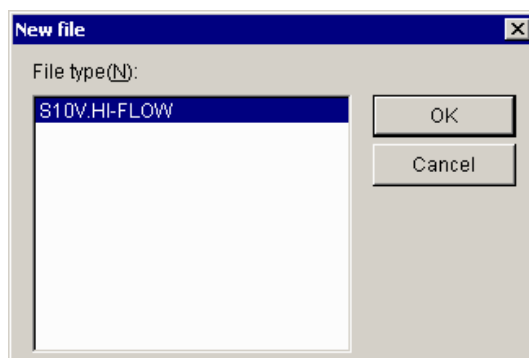 New file
File type(N):
S10V.HI-FLOW
OK
Cancel